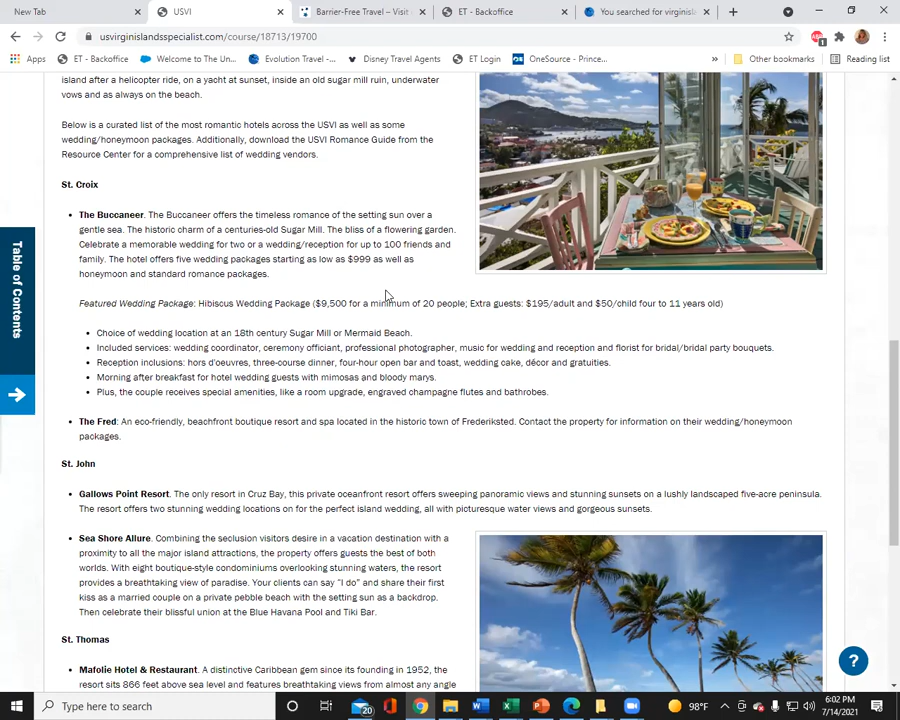 New Tab
USVI
Barrier-Free Travel – Visit
ET - Backoffice
You searched for virginisl
usvirginislandsspecialist.com/course/18713/19700
Apps
ET - Backoffice
Welcome to USAir...
Evolution Travel -...
Disney Travel Agents
ET Login
OneSource - Prince...
»
Other bookmarks
Reading list
island after a helicopter ride, on a yacht at sunset, inside an old sugar mill ruin, underwater
vows and as always on the beach.
Below is a curated list of the most romantic hotels across the USVI as well as some
wedding/honeymoon packages. Additionally, download the USVI Romance Guide from the
Resource Center for a comprehensive list of wedding vendors.
St. Croix
• The Buccaneer. The Buccaneer offers the timeless romance of the setting sun over a
gentle sea. The historic charm of a centuries-old Sugar Mill. The bliss of a flowering garden.
Celebrate a memorable wedding for two or a wedding/reception for up to 100 friends and
family. The hotel offers five wedding packages starting as low as $999 as well as
honeymoon and standard romance packages.
Featured Wedding Package: Hibiscus Wedding Package ($9,500 for a minimum of 20 people; Extra guests: $195/adult and $50/child four to 11 years old)
• Choice of wedding location at an 18th century Sugar Mill or Mermaid Beach.
• Included services: wedding coordinator, ceremony officiant, professional photographer, music for wedding and reception and florist for bridal/bridal party bouquets.
• Reception inclusions: hors d'oeuvres, three-course dinner, four-hour open bar and toast, wedding cake, décor and gratuities.
• Morning after breakfast for hotel wedding guests with mimosas and bloody marys.
• Plus, the couple receives special amenities, like a room upgrade, engraved champagne flutes and bathrobes.
• The Fred: An eco-friendly, beachfront boutique resort and spa located in the historic town of Frederiksted. Contact the property for information on their wedding/honeymoon
packages.
St. John
• Gallows Point Resort. The only resort in Cruz Bay, this private oceanfront resort offers sweeping panoramic views and stunning sunsets on a lushly landscaped five-acre peninsula.
The resort offers two stunning wedding locations on for the perfect island wedding, all with picturesque water views and gorgeous sunsets.
• Sea Shore Allure. Combining the seclusion visitors desire in a vacation destination with a
proximity to all the major island attractions, the property offers guests the best of both
worlds. With eight boutique-style condominiums overlooking stunning waters, the resort
provides a breathtaking view of paradise. Your clients can say "I do" and share their first
kiss as a married couple on a private pebble beach with the setting sun as a backdrop.
Then celebrate their blissful union at the Blue Havana Pool and Tiki Bar.
St. Thomas
• Mafolie Hotel & Restaurant. A distinctive Caribbean gem since its founding in 1952, the
resort sits 866 feet above sea level and features breathtaking views from almost any angle
Table of Contents
?
Type here to search
20
98°F
6:02 PM
7/14/2021